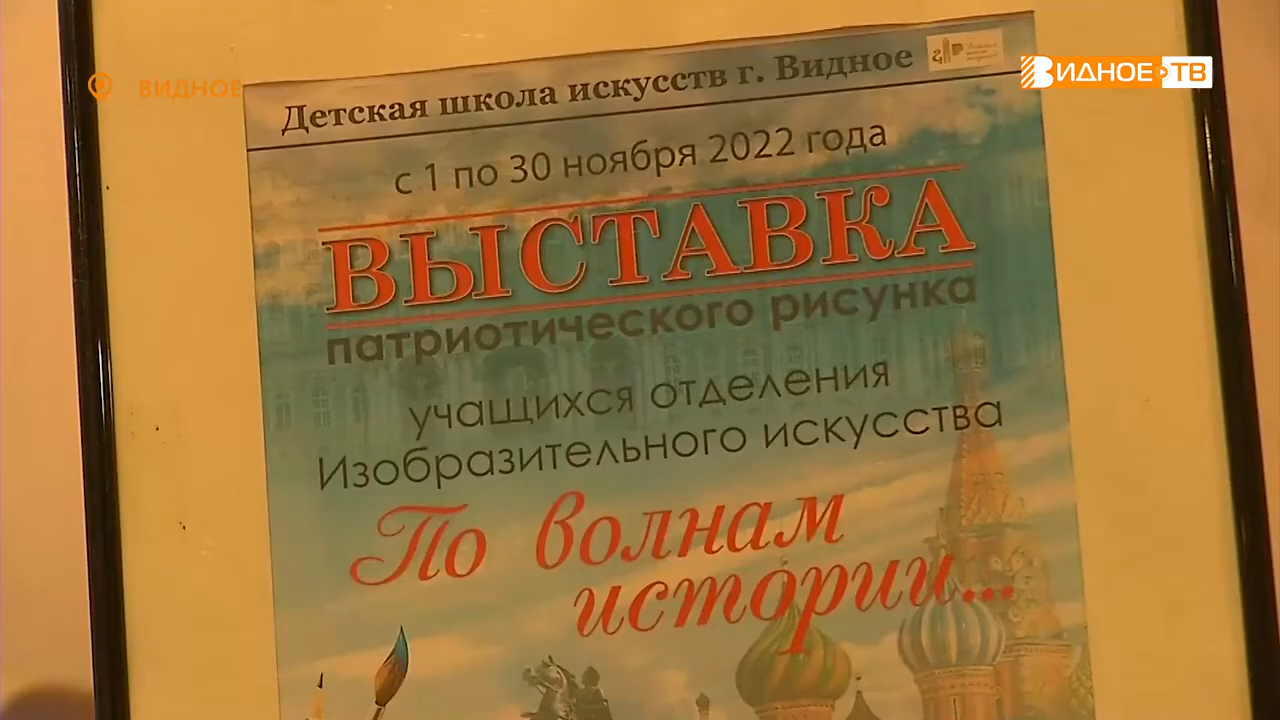 ВИДНОЕ
ВИДНОЕ ТВ
Детская школа искусств г. Видное
с 1 по 30 ноября 2022 года
ВЫСТАВКА
патриотического рисунка
учащихся отделения
Изобразительного искусства
По волнам
истории...